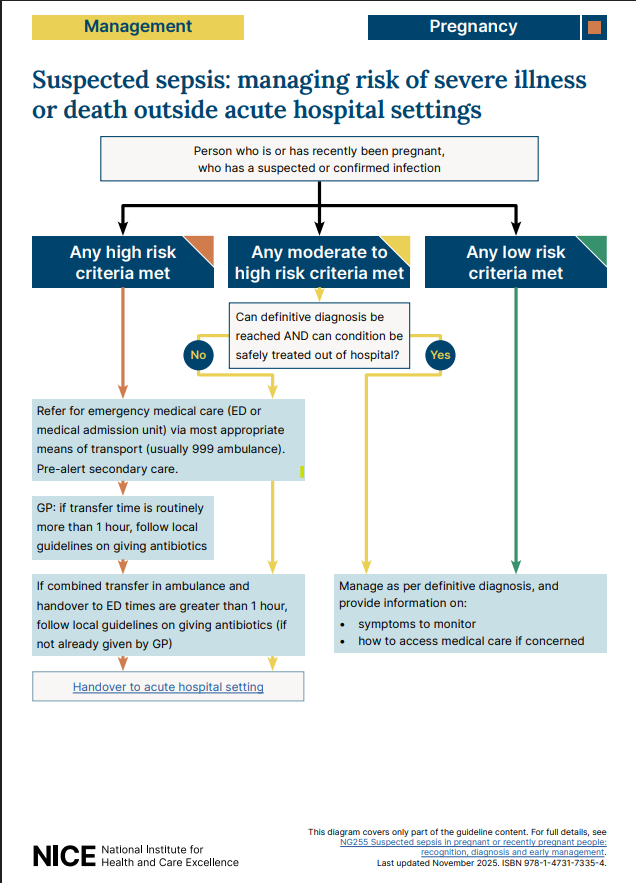 Management
Pregnancy
Suspected sepsis: managing risk of severe illness
or death outside acute hospital settings
Person who is or has recently been pregnant,
who has a suspected or confirmed infection
Any high risk
criteria met
Any moderate to
high risk criteria met
Any low risk
criteria met
Can definitive diagnosis be
reached AND can condition be
safely treated out of hospital?
No
Yes
Refer for emergency medical care (ED or
medical admission unit) via most appropriate
means of transport (usually 999 ambulance).
Pre-alert secondary care.
GP: if transfer time is routinely
more than 1 hour, follow local
guidelines on giving antibiotics
If combined transfer in ambulance and
handover to ED times are greater than 1 hour,
follow local guidelines on giving antibiotics (if
not already given by GP)
Manage as per definitive diagnosis, and
provide information on:
• symptoms to monitor
• how to access medical care if concerned
Handover to acute hospital setting
NICE National Institute for
Health and Care Excellence
This diagram covers only part of the guideline content. For full details, see
NG255 Suspected sepsis in pregnant or recently pregnant people:
recognition, diagnosis and early management.
Last updated November 2025. ISBN 978-1-4731-7335-4.